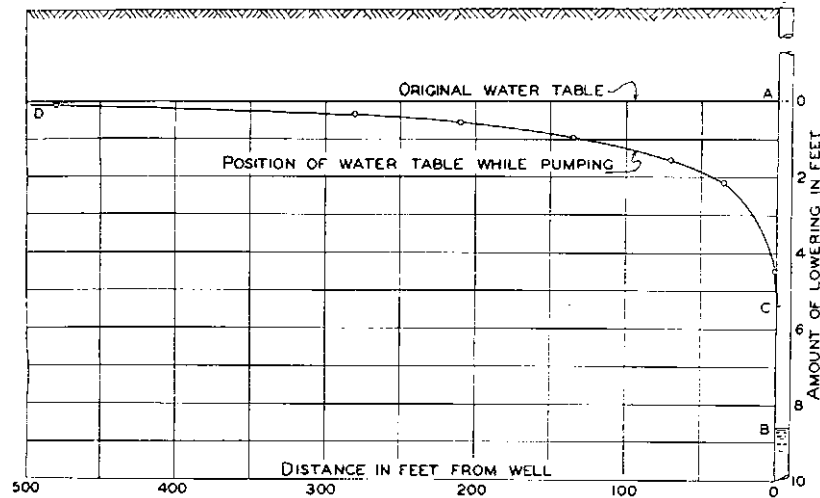 ORIGINAL WATER TABLE
A
0
D
POSITION OF WATER TABLE WHILE PUMPING
2
4
C
6
8
B
10
AMOUNT OF LOWERING IN FEET
DISTANCE IN FEET FROM WELL
500 400 300 200 100 0